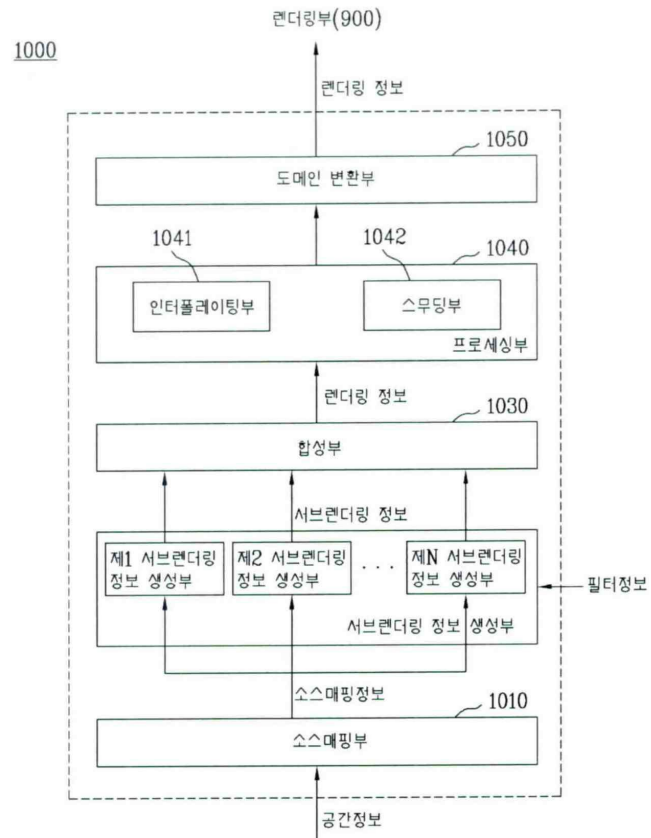 렌더링부(900)
1000
렌더링 정보
1050
도메인 변환부
1041
1042
1040
인터폴레이팅부
스무딩부
프로세싱부
렌더링 정보
1030
합성부
서브렌더링 정보
제1 서브렌더링
정보 생성부
제2 서브렌더링
정보 생성부
· · ·
제N 서브렌더링
정보 생성부
필터정보
서브렌더링 정보 생성부
소스매핑정보
1010
소스매핑부
공간정보